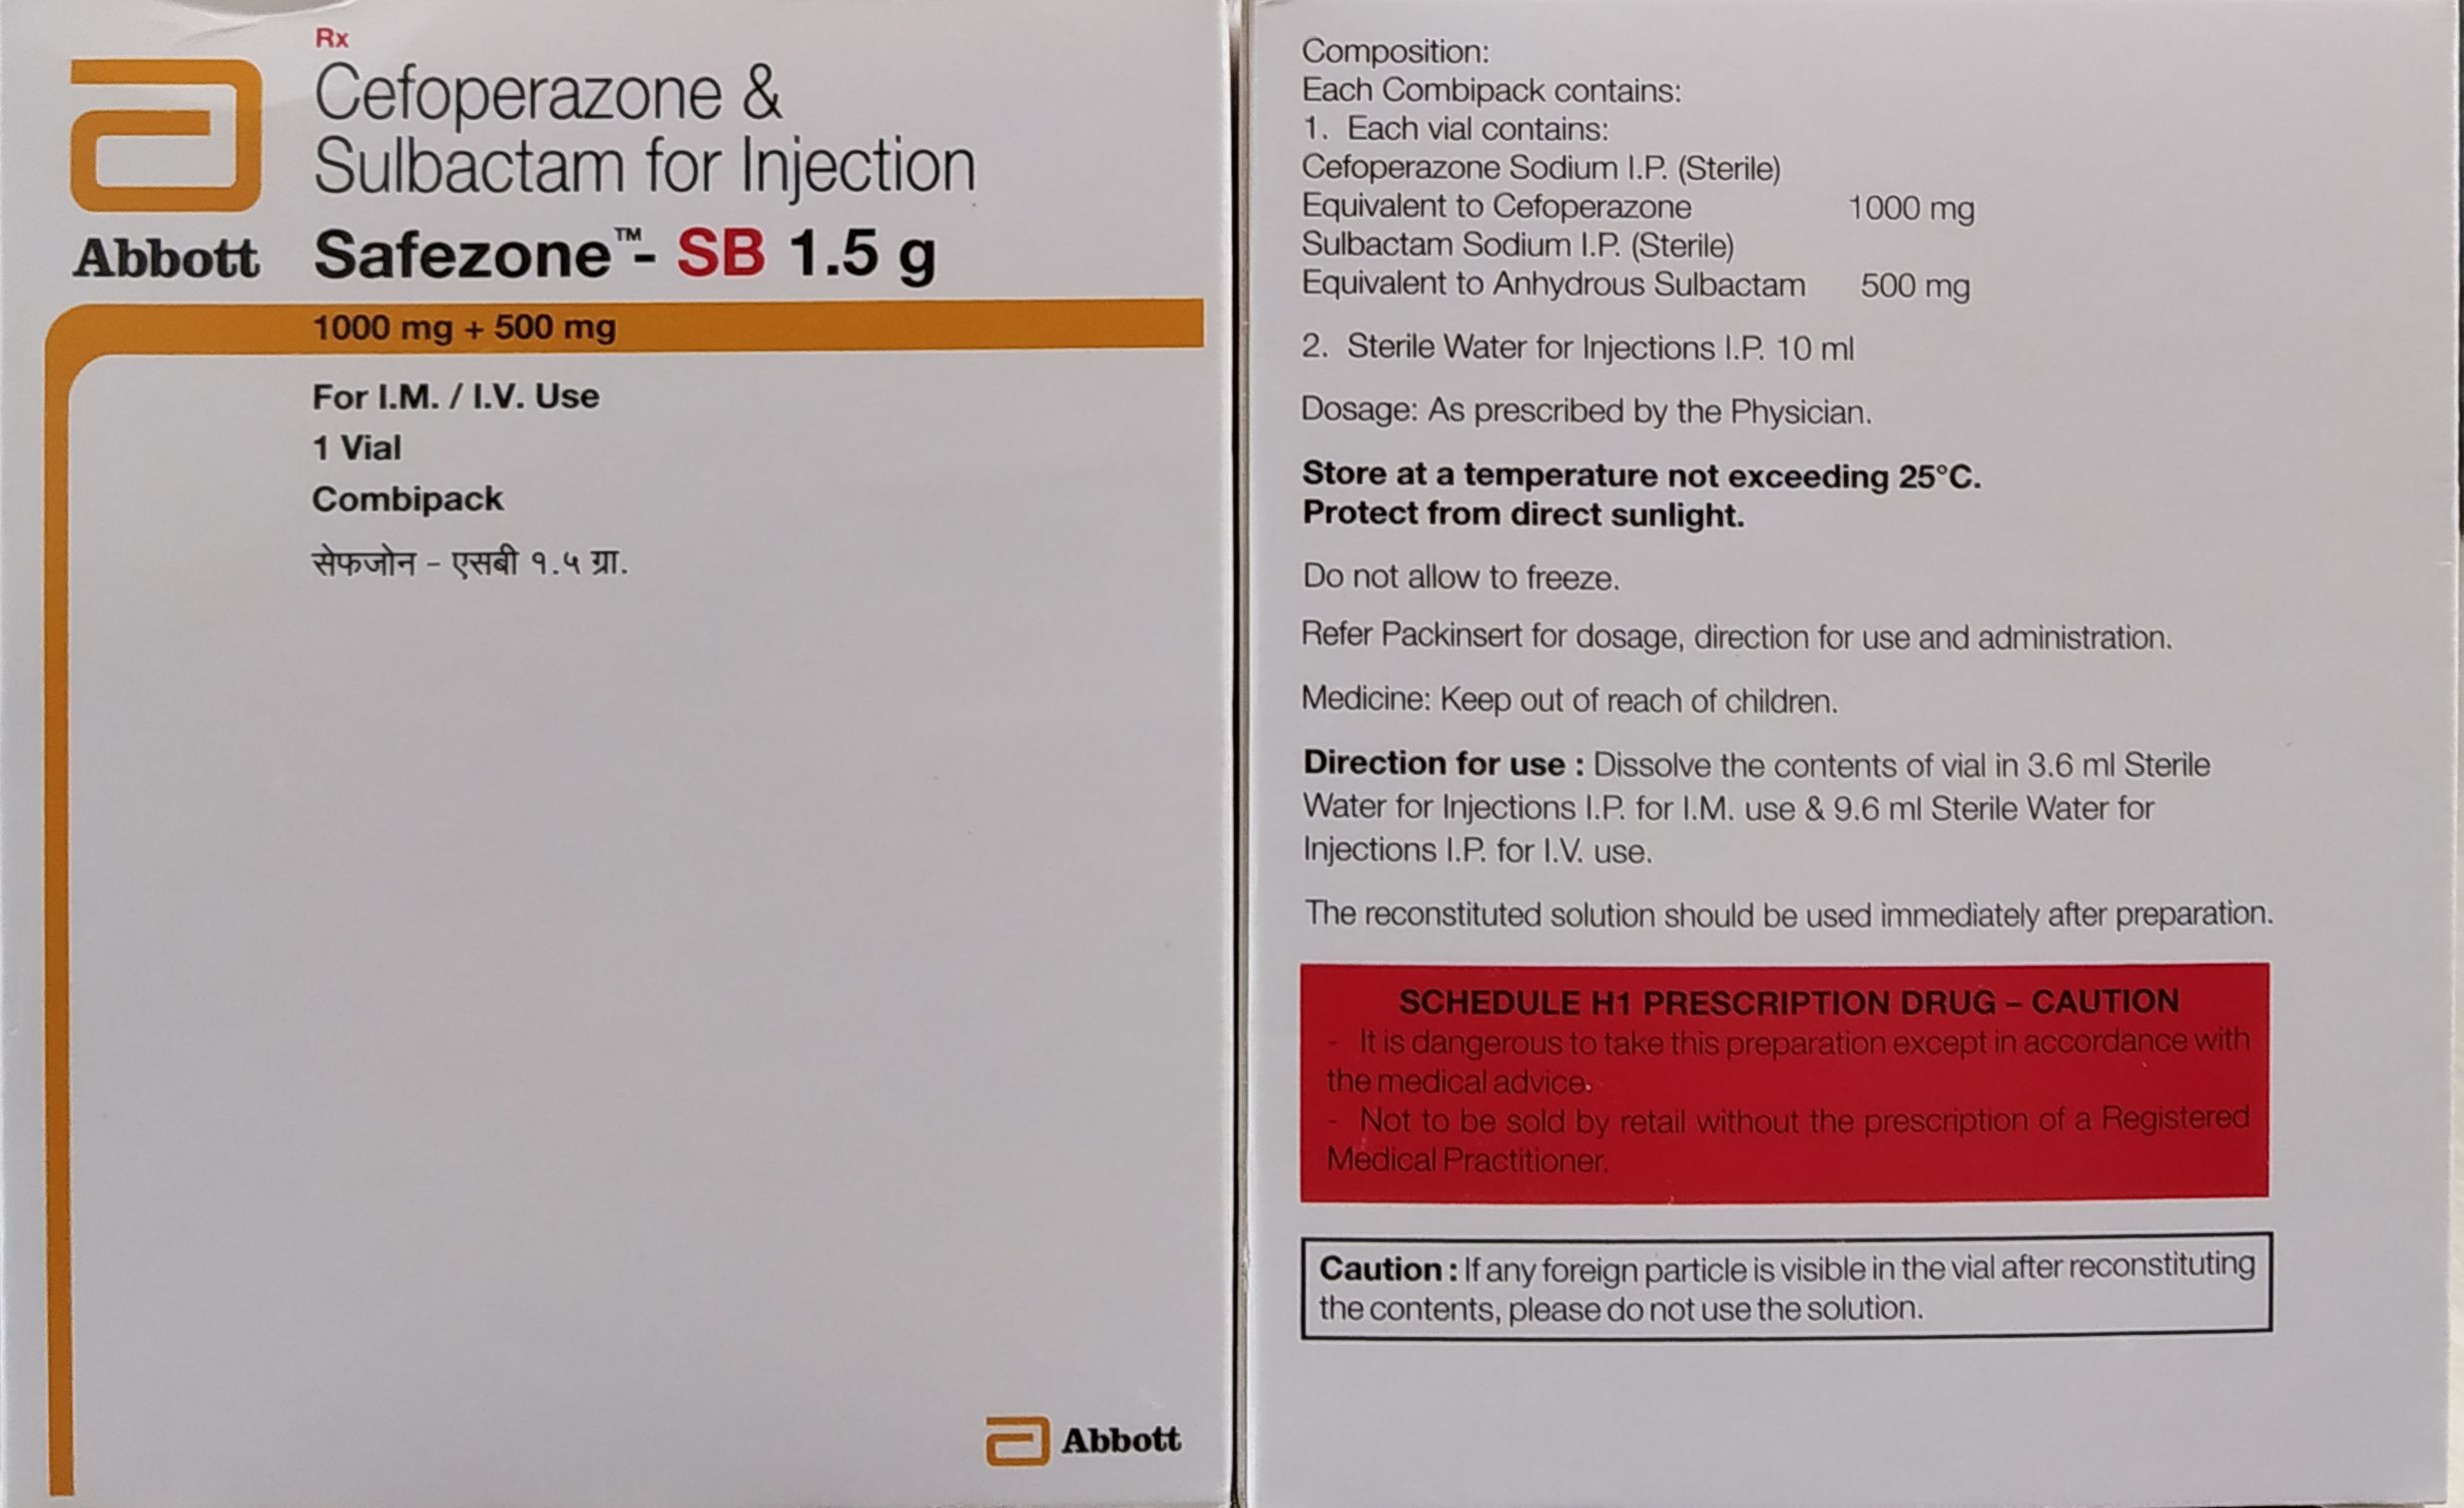 Rx
Cefoperazone &
Sulbactam for Injection
Abbott
Safezone™- SB 1.5 g
1000 mg + 500 mg
For I.M. / I.V. Use
1 Vial
Combipack
सेफजोन - एसबी १.५ ग्रा.
Abbott
Composition:
Each Combipack contains:
1. Each vial contains:
Cefoperazone Sodium I.P. (Sterile)
Equivalent to Cefoperazone 1000 mg
Sulbactam Sodium I.P. (Sterile)
Equivalent to Anhydrous Sulbactam 500 mg
2. Sterile Water for Injections I.P. 10 ml
Dosage: As prescribed by the Physician.
Store at a temperature not exceeding 25°C.
Protect from direct sunlight.
Do not allow to freeze.
Refer Packinsert for dosage, direction for use and administration.
Medicine: Keep out of reach of children.
Direction for use : Dissolve the contents of vial in 3.6 ml Sterile
Water for Injections I.P. for I.M. use & 9.6 ml Sterile Water for
Injections I.P. for I.V. use.
The reconstituted solution should be used immediately after preparation.
SCHEDULE H1 PRESCRIPTION DRUG – CAUTION
- It is dangerous to take this preparation except in accordance with
the medical advice.
- Not to be sold by retail without the prescription of a Registered
Medical Practitioner.
Caution : If any foreign particle is visible in the vial after reconstituting
the contents, please do not use the solution.